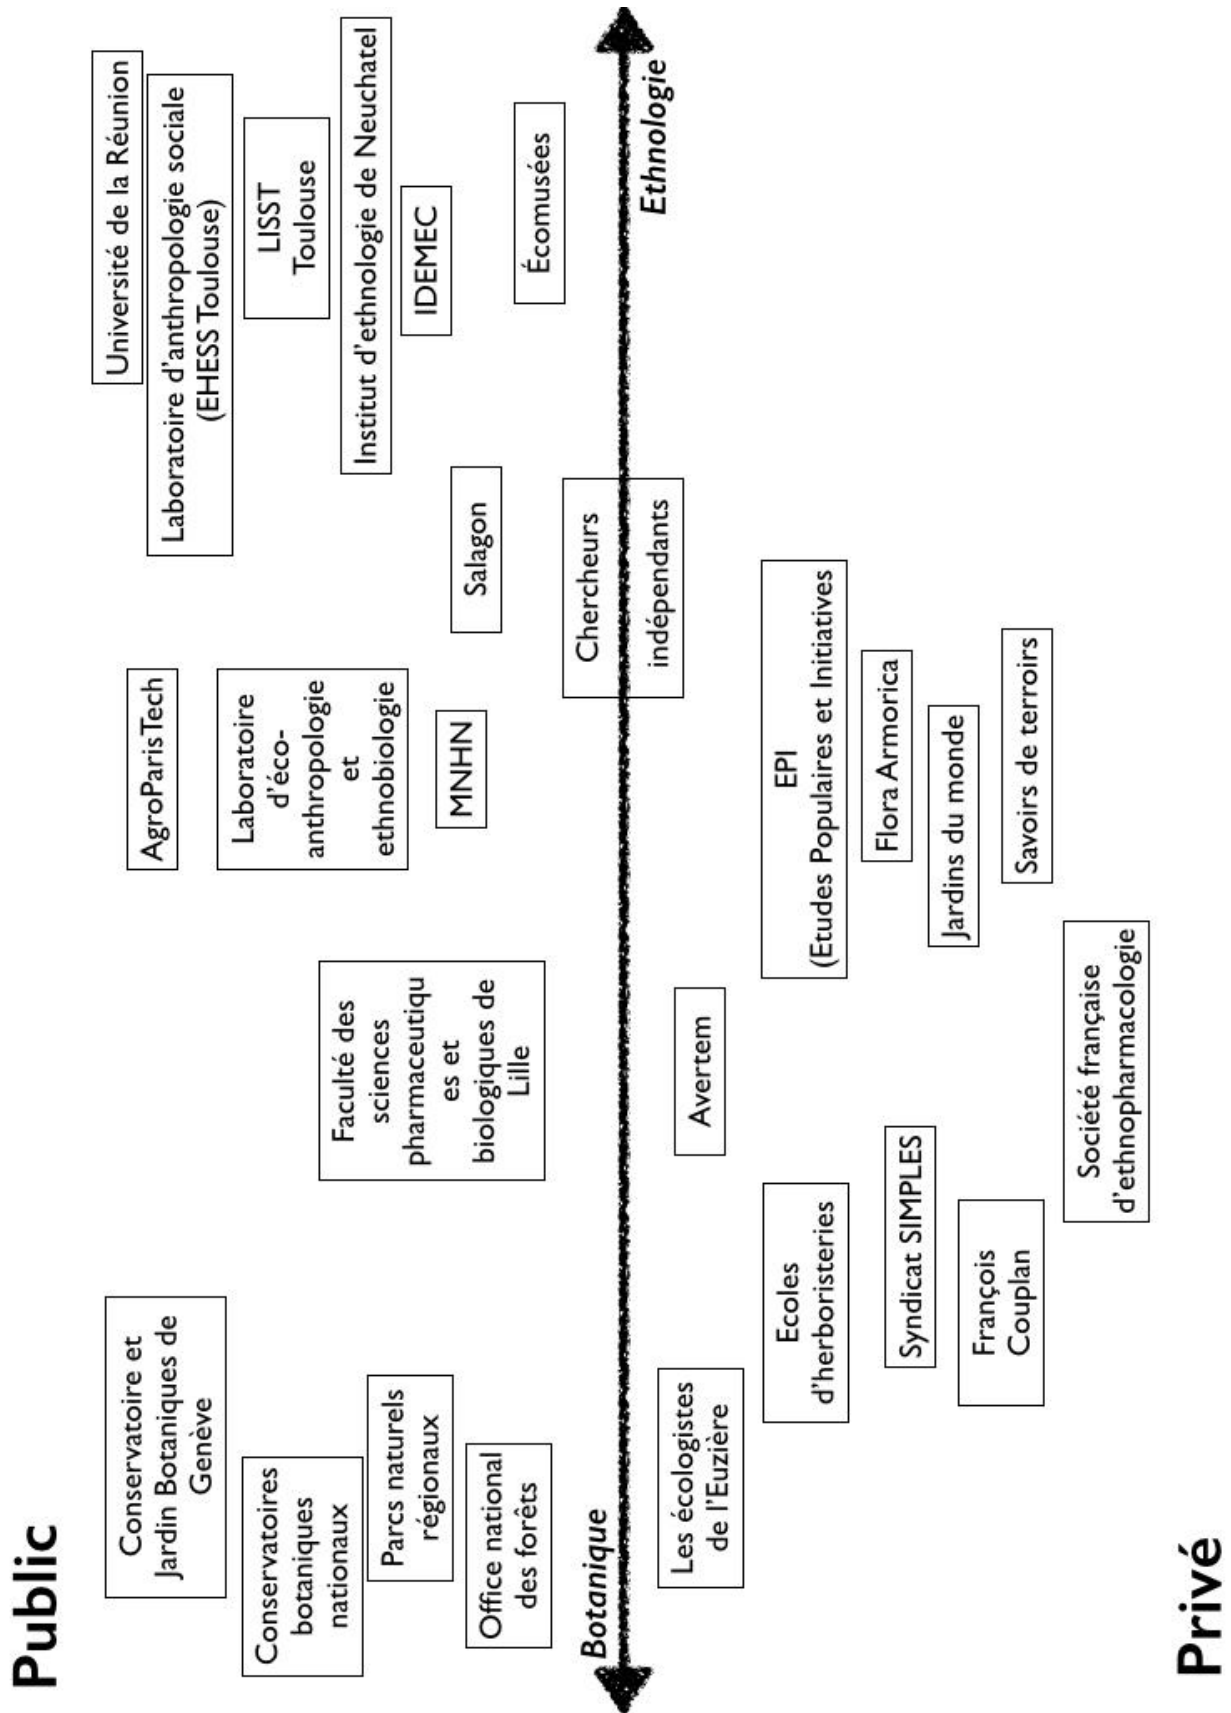 Public
Conservatoire et
Jardin Botaniques de
Genève
Conservatoires
botaniques
nationaux
Parcs naturels
régionaux
Office national
des forêts
Faculté des
sciences
pharmaceutiqu
es et
biologiques de
Lille
AgroParisTech
Laboratoire
d'éco-
anthropologie
et
ethnobiologie
MNHN
Salagon
Université de la Réunion
Laboratoire d'anthropologie sociale
(EHESS Toulouse)
LISST
Toulouse
Institut d'ethnologie de Neuchatel
IDEMEC
Écomusées
Chercheurs
indépendants
Botanique
Ethnologie
Les écologistes
de l'Euzière
Ecoles
d'herboristeries
Syndicat SIMPLES
François
Couplan
Avertem
Société française
d'ethnopharmacologie
EPI
(Etudes Populaires et Initiatives
Flora Armorica
Jardins du monde
Savoirs de terroirs
Privé